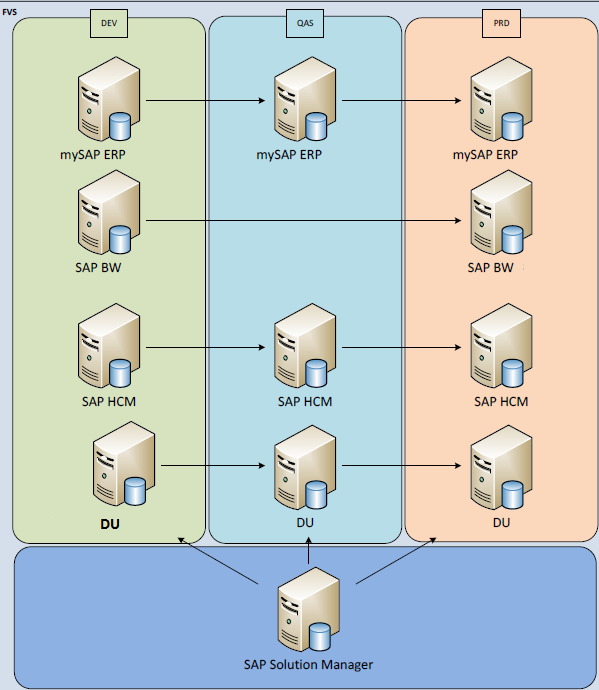 FVS
DEV
QAS
PRD
mySAP ERP
mySAP ERP
mySAP ERP
SAP BW
SAP BW
SAP HCM
SAP HCM
SAP HCM
DU
DU
DU
SAP Solution Manager